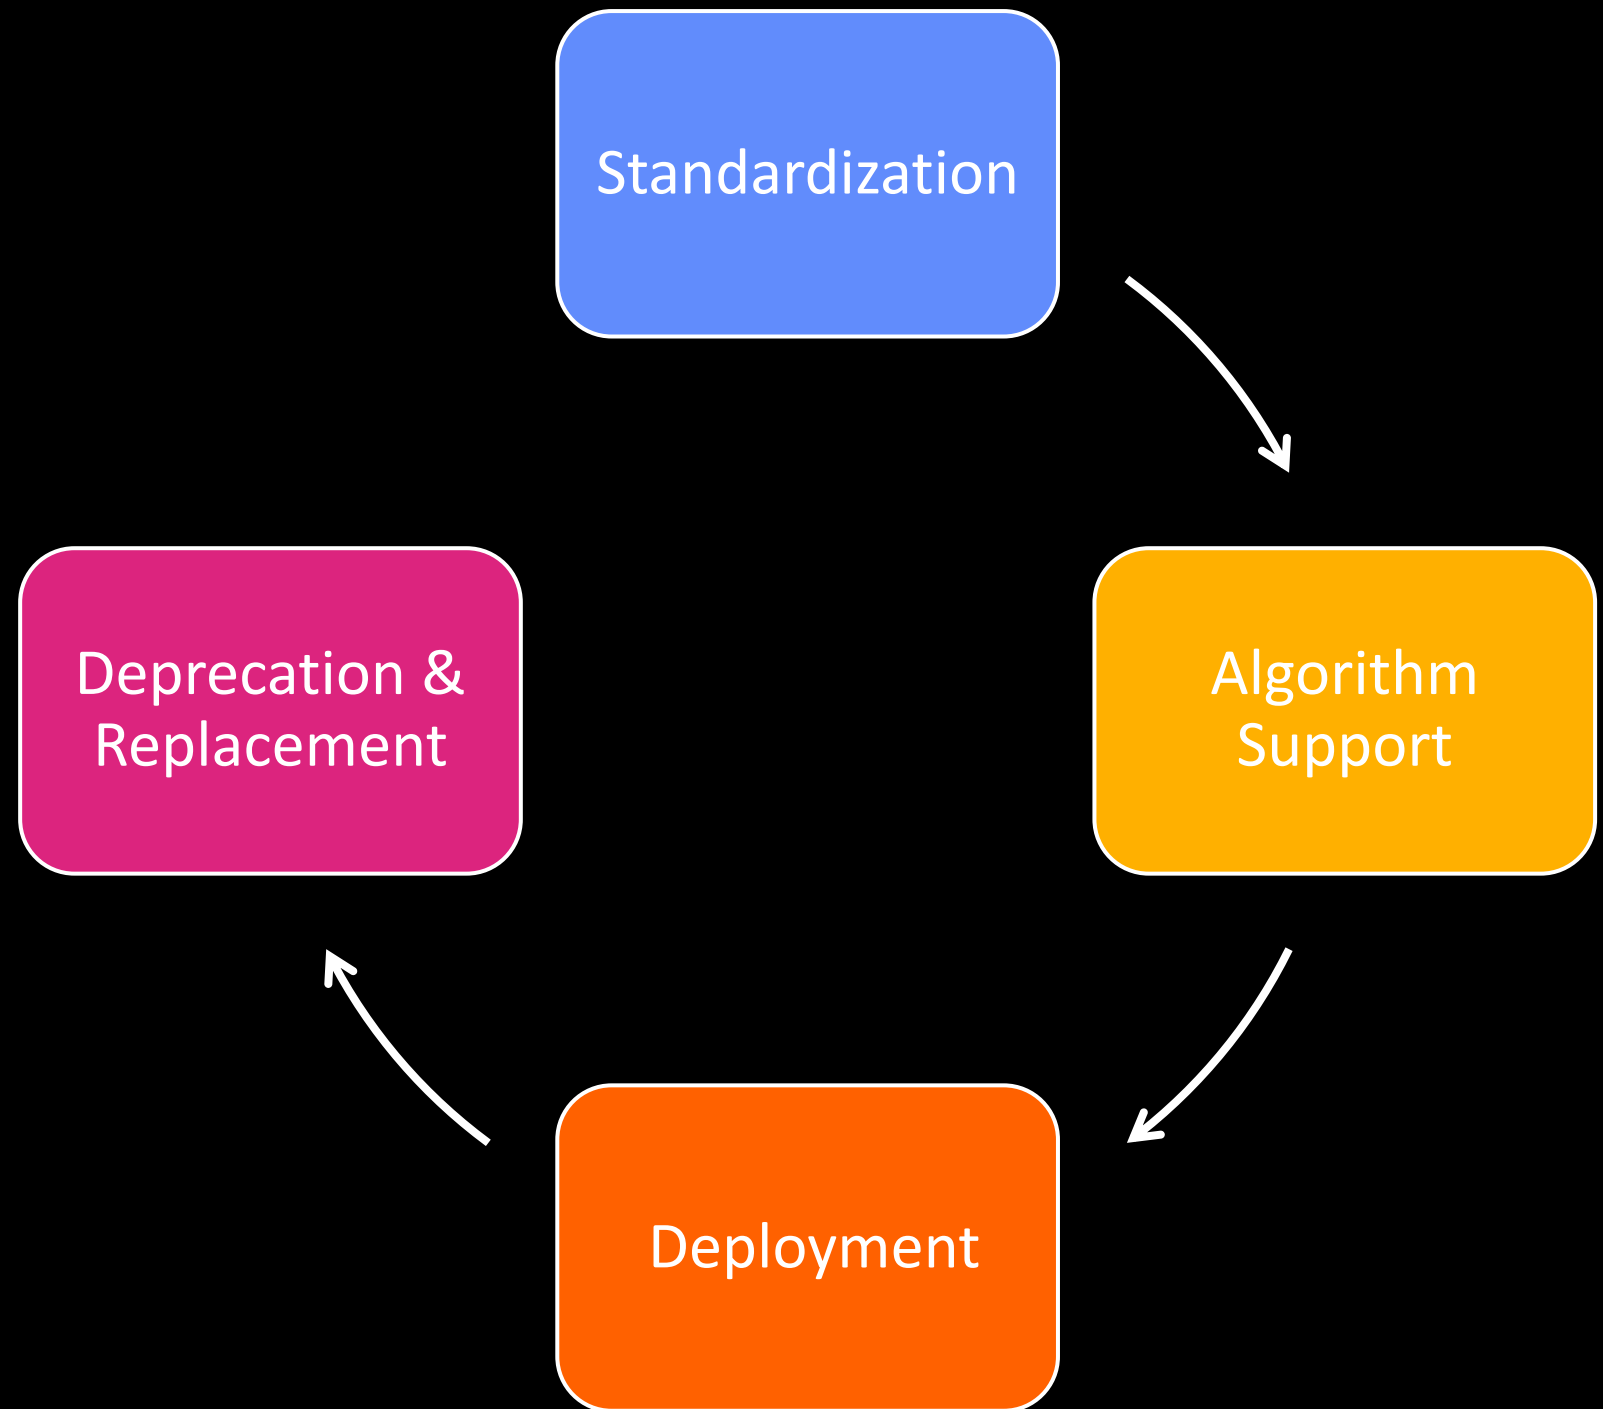 Standardization
Deprecation &
Replacement
Algorithm
Support
Deployment